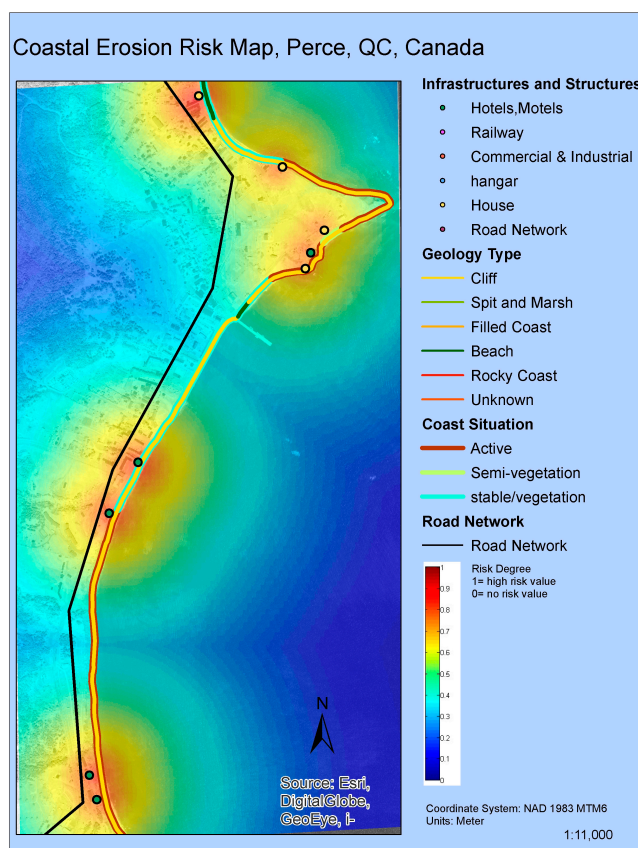 Coastal Erosion Risk Map, Perce, QC, Canada
Infrastructures and Structures
Hotels,Motels
Railway
Commercial & Industrial
hangar
House
Road Network
Geology Type
Cliff
Spit and Marsh
Filled Coast
Beach
Rocky Coast
Unknown
Coast Situation
Active
Semi-vegetation
stable/vegetation
Road Network
Road Network
Risk Degree
1= high risk value
0= no risk value
1
0.9
0.8
0.7
0.6
0.5
0.4
0.3
0.2
0.1
0
N
Source: Esri,
DigitalGlobe,
GeoEye, i-
Coordinate System: NAD 1983 MTM6
Units: Meter
1:11,000